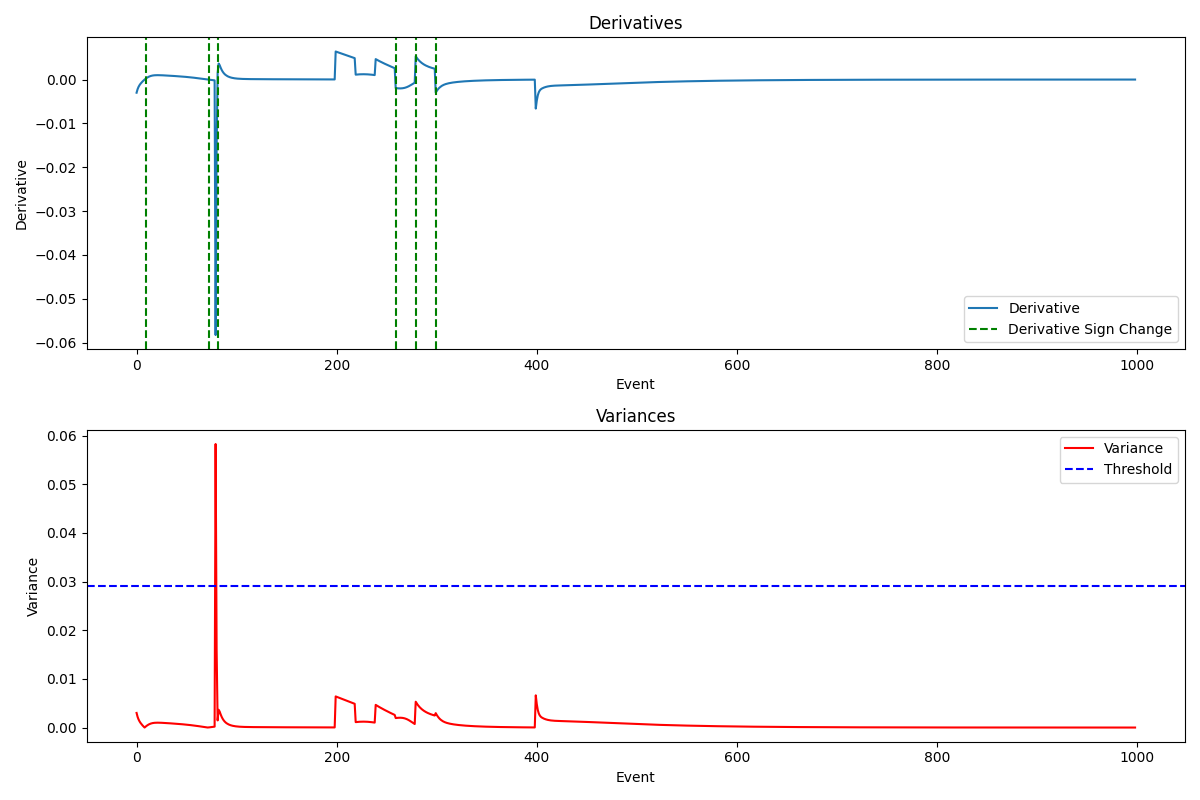 Derivatives
Derivative
0.00
−0.01
−0.02
−0.03
−0.04
−0.05
−0.06
Derivative
Derivative Sign Change
0 200 400 600 800 1000
Event
Variances
Variance
0.06
0.05
0.04
0.03
0.02
0.01
0.00
Variance
Threshold
0 200 400 600 800 1000
Event